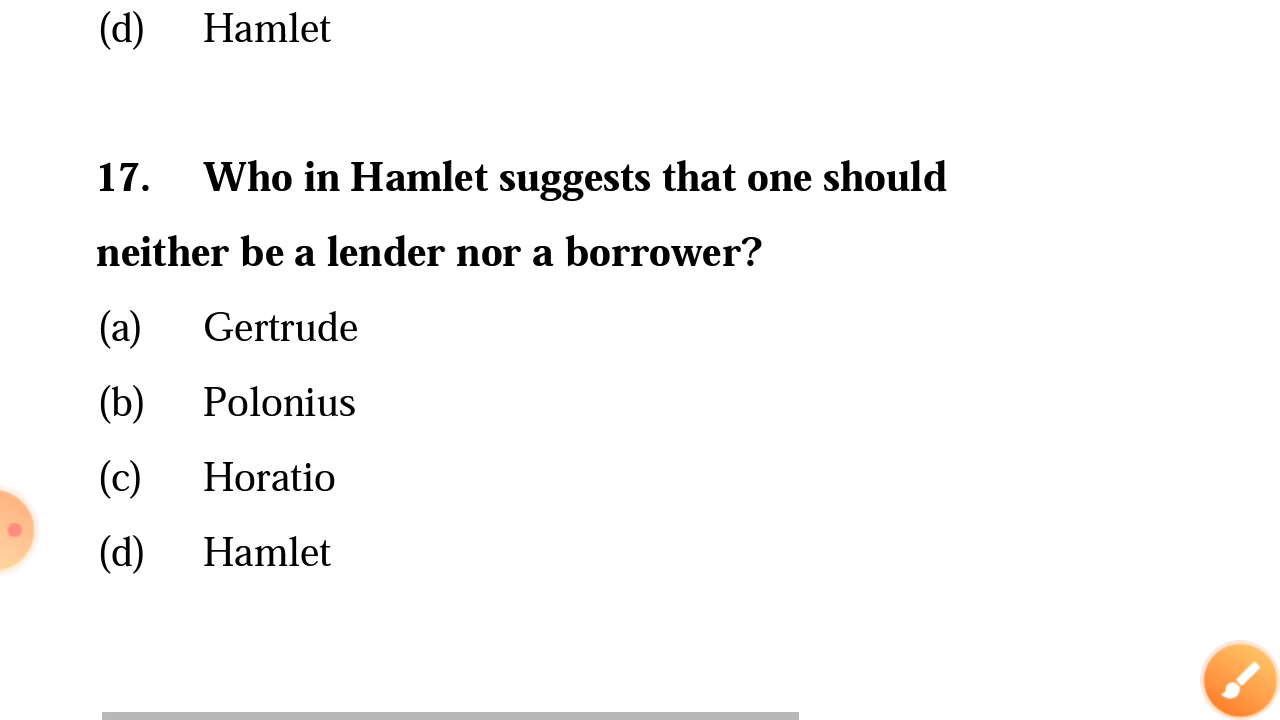 (d) Hamlet
17. Who in Hamlet suggests that one should
neither be a lender nor a borrower?
(a) Gertrude
(b) Polonius
(c) Horatio
(d) Hamlet